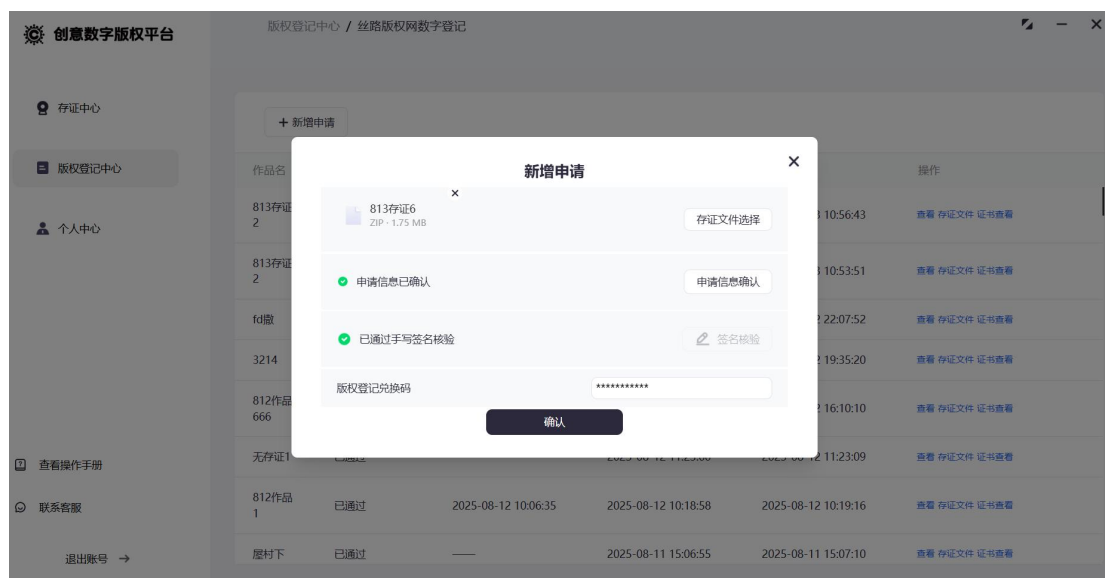 创意数字版权平台
版权登记中心 / 丝路版权网数字登记
存证中心
版权登记中心
个人中心
查看操作手册
联系客服
退出账号 →
+ 新增申请
作品名
操作
813存证
2
10:56:43
查看 存证文件 证书查看
813存证
2
10:53:51
查看 存证文件 证书查看
fd撒
22:07:52
查看 存证文件 证书查看
3214
19:35:20
查看 存证文件 证书查看
812作品
666
16:10:10
查看 存证文件 证书查看
无存证1
11:23:09
查看 存证文件 证书查看
812作品
1
已通过
2025-08-12 10:06:35
2025-08-12 10:18:58
2025-08-12 10:19:16
查看 存证文件 证书查看
屋村下
已通过
——
2025-08-11 15:06:55
2025-08-11 15:07:10
查看 存证文件 证书查看
新增申请
813存证6
ZIP · 1.75 MB
存证文件选择
申请信息已确认
申请信息确认
已通过手写签名核验
签名核验
版权登记兑换码
***********
确认